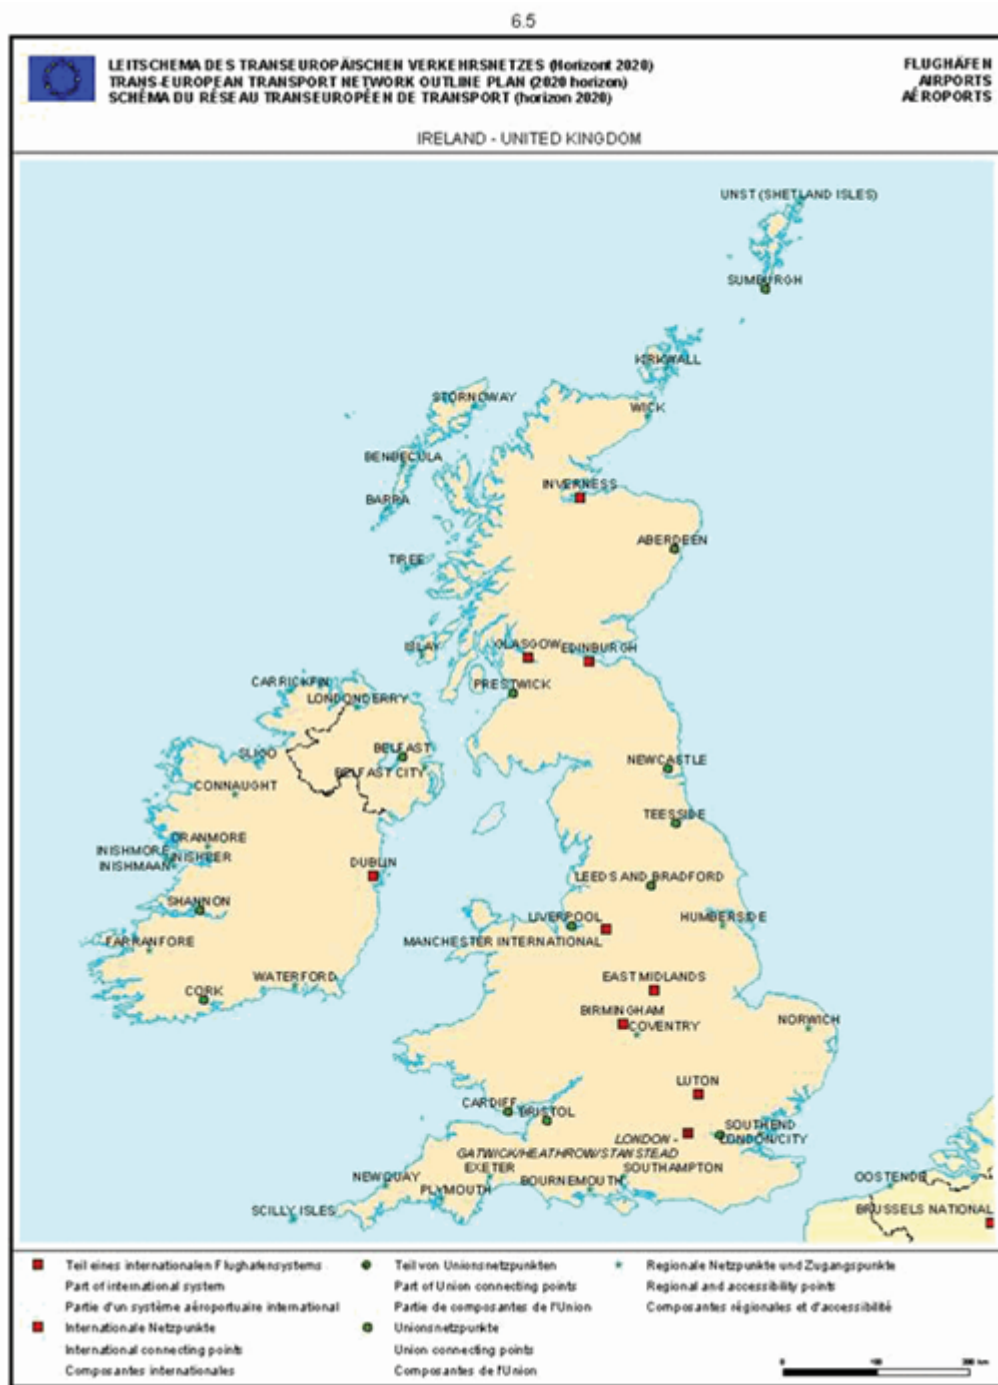 6.5
LEITSCHEMA DES TRANSEUROPÄISCHEN VERKEHRSNETZES (Horizont 2020)
TRANS-EUROPEAN TRANSPORT NETWORK OUTLINE PLAN (2020 horizon)
SCHÉMA DU RÉSEAU TRANSEUROPÉEN DE TRANSPORT (horizon 2020)
FLUGHÄFEN
AIRPORTS
AÉROPORTS
IRELAND - UNITED KINGDOM
UNST (SHETLAND ISLES)
SUMBURGH
KIRKWALL
STORNOWAY
WICK
BENBECULA
INVERNESS
BARRA
ABERDEEN
TIREE
ISLAY
GLASGOW
EDINBURGH
CARRICKFIN
PRESTWICK
LONDONDERRY
SLIGO
BELFAST
NEWCASTLE
BELFAST CITY
CONNAUGHT
TEESSIDE
ORANMORE
INISHMORE
INISHEER
INISHMAAN
DUBLIN
LEEDS AND BRADFORD
SHANNON
LIVERPOOL
HUMBERSIDE
FARRANFORE
MANCHESTER INTERNATIONAL
WATERFORD
EAST MIDLANDS
CORK
BIRMINGHAM
COVENTRY
NORWICH
LUTON
CARDIFF
BRISTOL
SOUTHEND
LONDON -
LONDON/CITY
GATWICK/HEATHROW/STANSTEAD
EXETER
SOUTHAMPTON
NEWQUAY
BOURNEMOUTH
OOSTENDE
PLYMOUTH
SCILLY ISLES
BRUSSELS NATIONAL
Teil eines internationalen Flughafensystems
Part of international system
Partie d'un système aéroportuaire international
Internationale Netzpunkte
International connecting points
Composantes internationales
Teil von Unionsnetzpunkten
Part of Union connecting points
Partie de composantes de l'Union
Unionsnetzpunkte
Union connecting points
Composantes de l'Union
Regionale Netzpunkte und Zugangspunkte
Regional and accessibility points
Composantes régionales et d'accessibilité
0 100 200 km